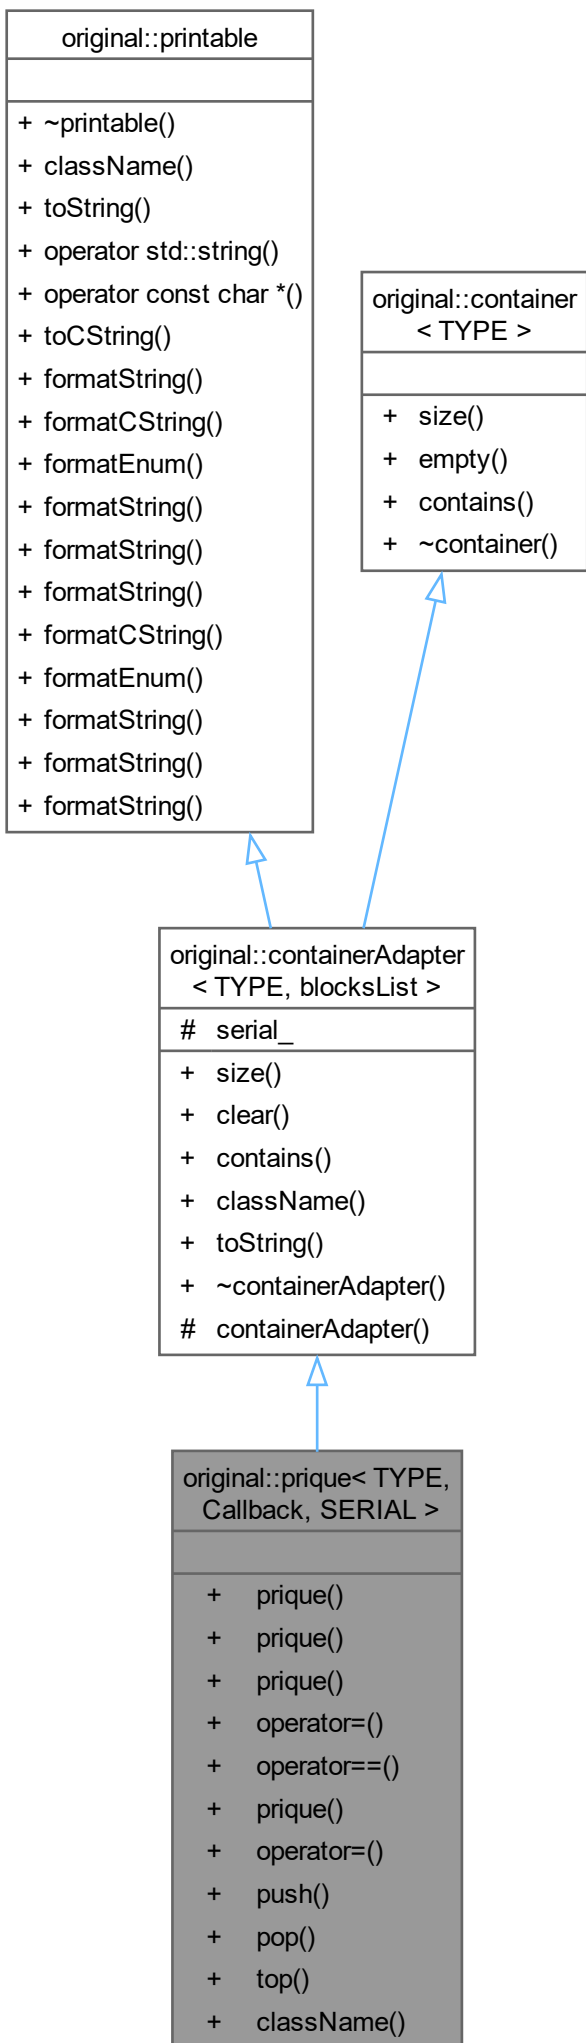 original::printable
+ ~printable()
+ className()
+ toString()
+ operator std::string()
+ operator const char *()
+ toCString()
+ formatString()
+ formatCString()
+ formatEnum()
+ formatString()
+ formatString()
+ formatString()
+ formatCString()
+ formatEnum()
+ formatString()
+ formatString()
+ formatString()
original::container
< TYPE >
+ size()
+ empty()
+ contains()
+ ~container()
original::containerAdapter
< TYPE, blocksList >
# serial_
+ size()
+ clear()
+ contains()
+ className()
+ toString()
+ ~containerAdapter()
# containerAdapter()
original::prique< TYPE,
Callback, SERIAL >
+ prique()
+ prique()
+ prique()
+ operator=()
+ operator==()
+ prique()
+ operator=()
+ push()
+ pop()
+ top()
+ className()